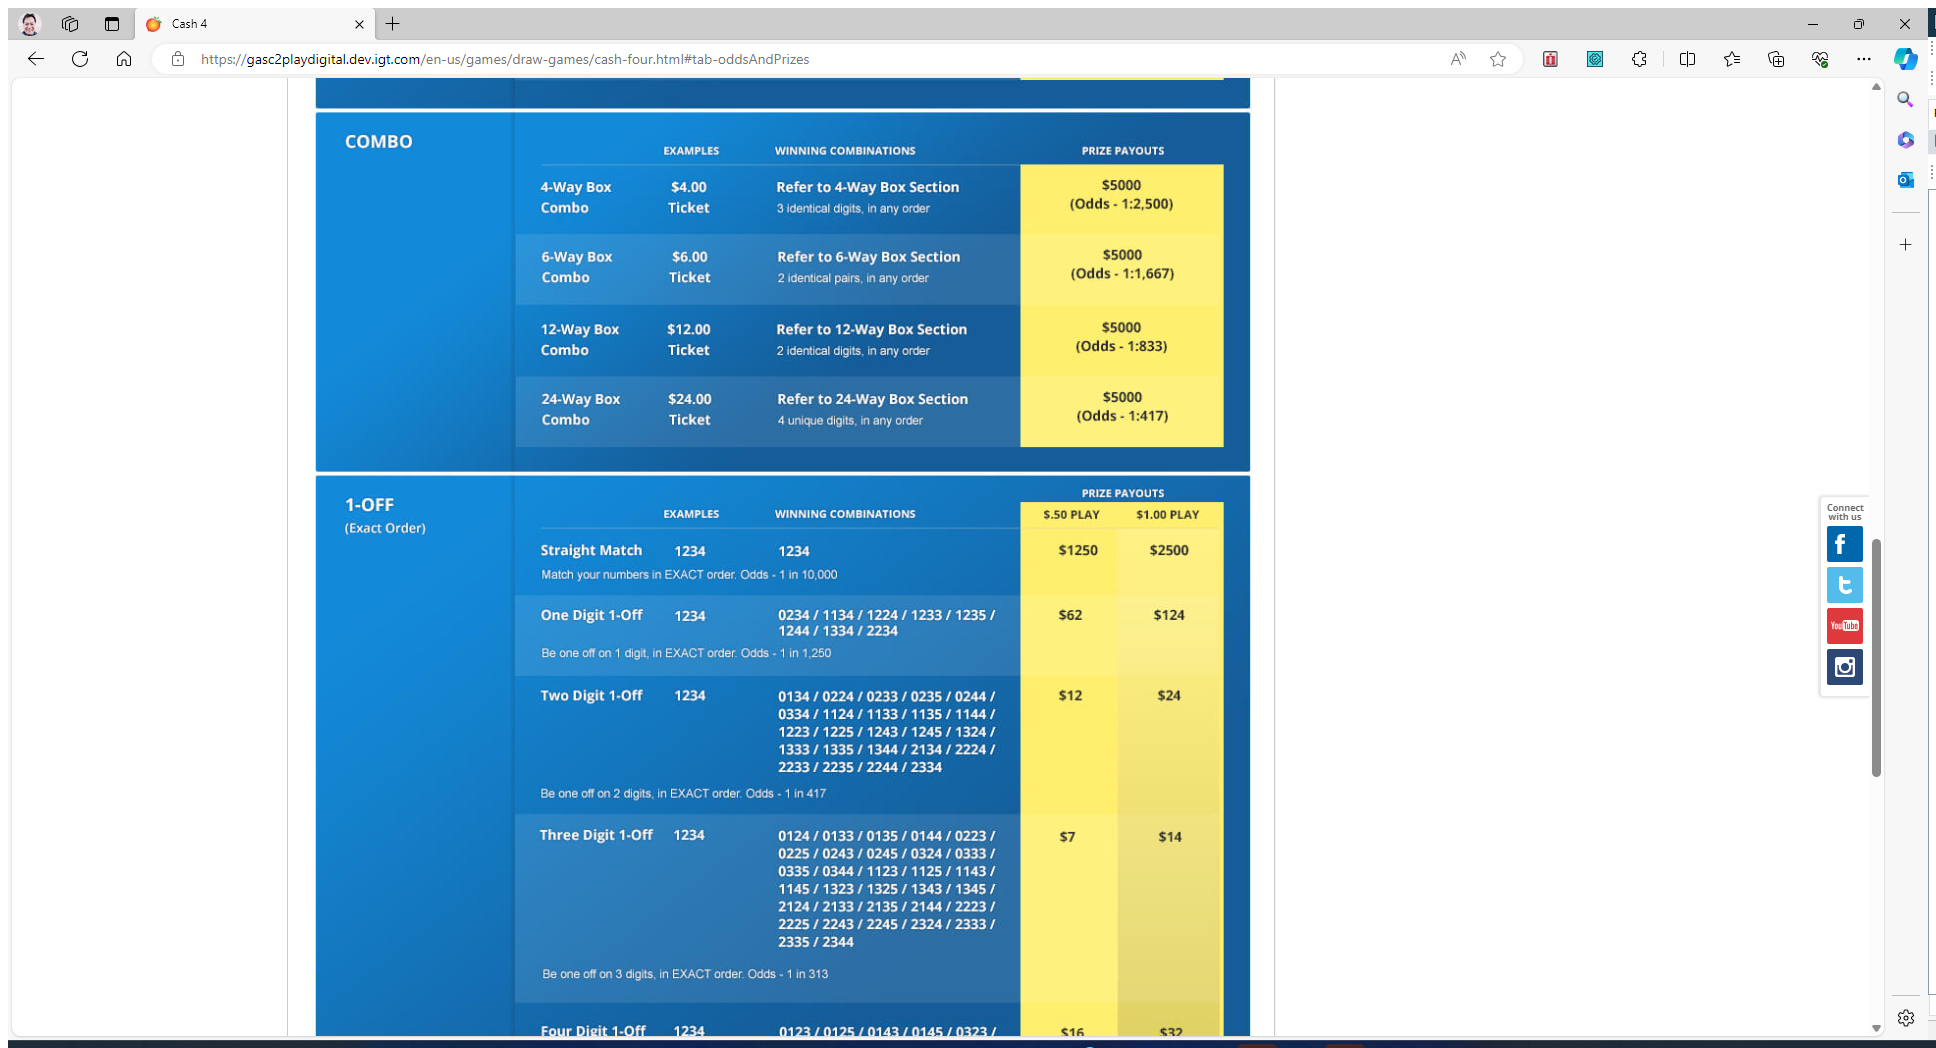 Cash 4
https://gasc2playdigital.dev.igt.com/en-us/games/draw-games/cash-four.html#tab-oddsAndPrizes
COMBO
EXAMPLES WINNING COMBINATIONS PRIZE PAYOUTS
4-Way Box $4.00 Refer to 4-Way Box Section $5000
Combo Ticket 3 identical digits, in any order (Odds - 1:2,500)
6-Way Box $6.00 Refer to 6-Way Box Section $5000
Combo Ticket 2 identical pairs, in any order (Odds - 1:1,667)
12-Way Box $12.00 Refer to 12-Way Box Section $5000
Combo Ticket 2 identical digits, in any order (Odds - 1:833)
24-Way Box $24.00 Refer to 24-Way Box Section $5000
Combo Ticket 4 unique digits, in any order (Odds - 1:417)
1-OFF
(Exact Order)
PRIZE PAYOUTS
EXAMPLES WINNING COMBINATIONS $.50 PLAY $1.00 PLAY
Straight Match 1234 1234 $1250 $2500
Match your numbers in EXACT order. Odds - 1 in 10,000
One Digit 1-Off 1234 0234 / 1134 / 1224 / 1233 / 1235 / $62 $124
1244 / 1334 / 2234
Be one off on 1 digit, in EXACT order. Odds - 1 in 1,250
Two Digit 1-Off 1234 0134 / 0224 / 0233 / 0235 / 0244 / $12 $24
0334 / 1124 / 1133 / 1135 / 1144 /
1223 / 1225 / 1243 / 1245 / 1324 /
1333 / 1335 / 1344 / 2134 / 2224 /
2233 / 2235 / 2244 / 2334
Be one off on 2 digits, in EXACT order. Odds - 1 in 417
Three Digit 1-Off 1234 0124 / 0133 / 0135 / 0144 / 0223 / $7 $14
0225 / 0243 / 0245 / 0324 / 0333 /
0335 / 0344 / 1123 / 1125 / 1143 /
1145 / 1323 / 1325 / 1343 / 1345 /
2124 / 2133 / 2135 / 2144 / 2223 /
2225 / 2243 / 2245 / 2324 / 2333 /
2335 / 2344
Be one off on 3 digits, in EXACT order. Odds - 1 in 313
Four Digit 1-Off 1234 0123 / 0125 / 0143 / 0145 / 0323 / $16 $32
Connect
with us
f
t
YouTube